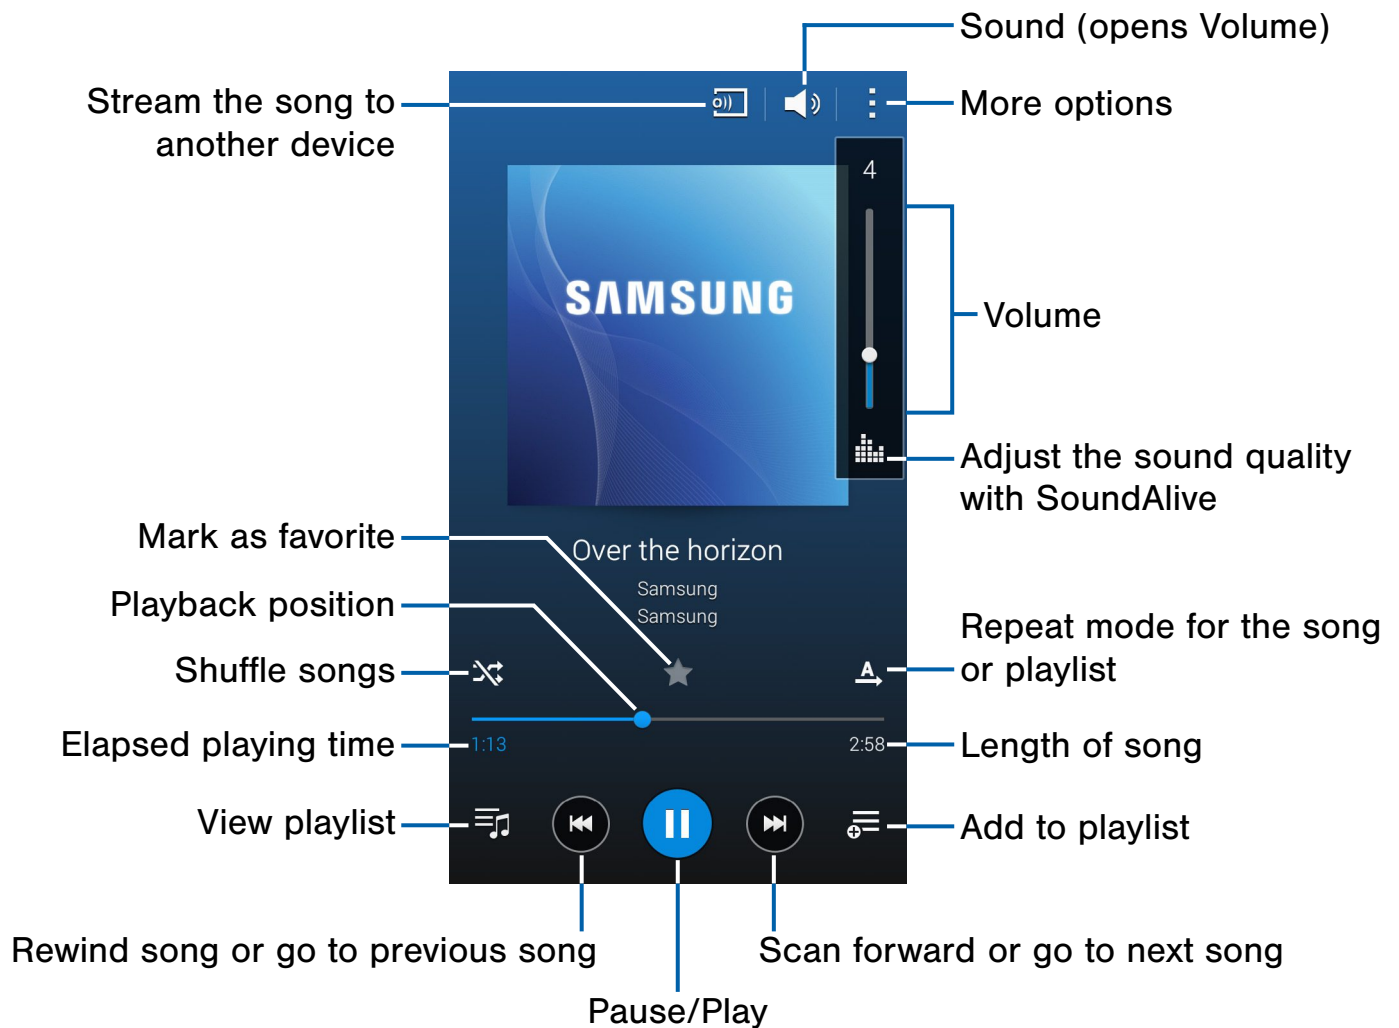 Sound (opens Volume)
Stream the song to
another device
More options
4
SAMSUNG
Volume
Adjust the sound quality
with SoundAlive
Mark as favorite
Over the horizon
Playback position
Samsung
Samsung
Repeat mode for the song
or playlist
Shuffle songs
A
Elapsed playing time
1:13
2:58
Length of song
View playlist
Add to playlist
Rewind song or go to previous song
Scan forward or go to next song
Pause/Play